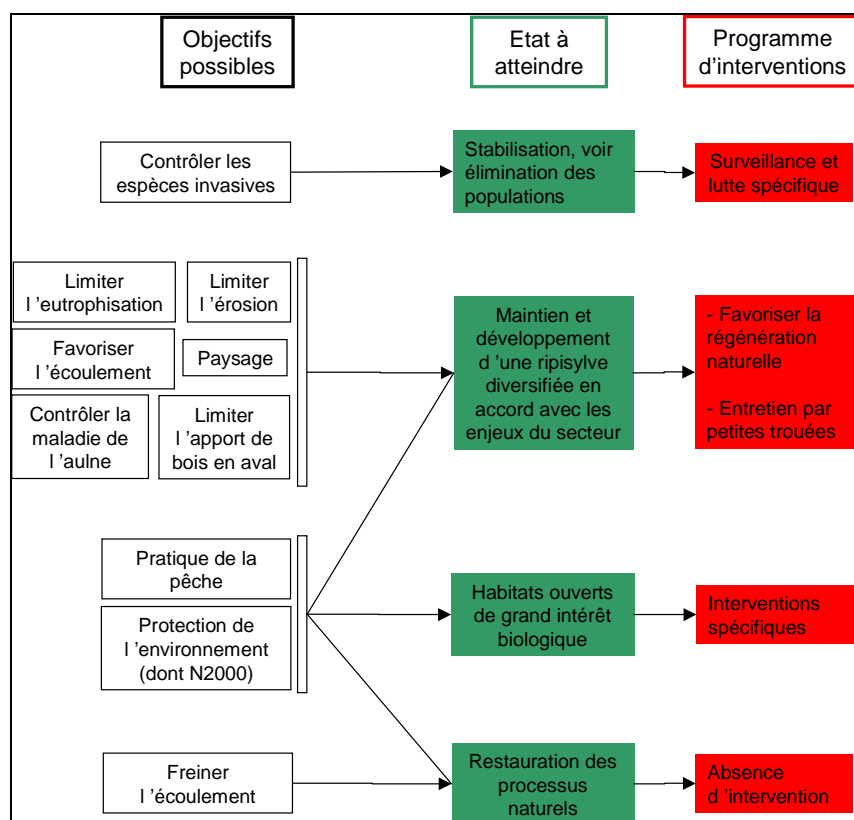 Objectifs
possibles
Etat à
atteindre
Programme
d'interventions
Contrôler les
espèces invasives
Stabilisation, voir
élimination des
populations
Surveillance et
lutte spécifique
Limiter
l 'eutrophisation
Limiter
l 'érosion
Favoriser
l 'écoulement
Paysage
Contrôler la
maladie de
l 'aulne
Limiter
l 'apport de
bois en aval
Maintien et
développement
d 'une ripisylve
diversifiée en
accord avec les
enjeux du secteur
- Favoriser la
régénération
naturelle
- Entretien par
petites trouées
Pratique de la
pêche
Protection de
l 'environnement
(dont N2000)
Habitats ouverts
de grand intérêt
biologique
Interventions
spécifiques
Freiner
l 'écoulement
Restauration des
processus
naturels
Absence
d 'intervention